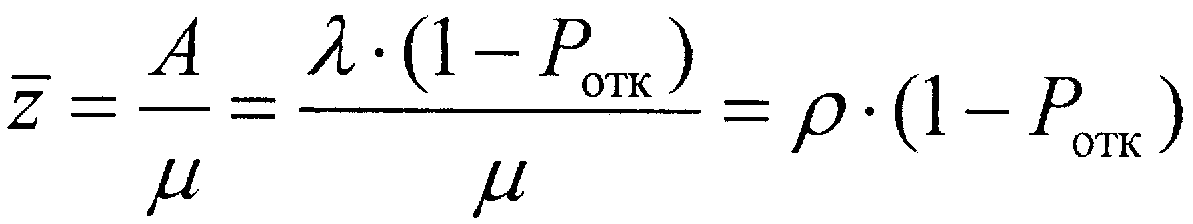 z̅ = A/μ = λ·(1 − Pотк)/μ = ρ·(1 − Pотк)